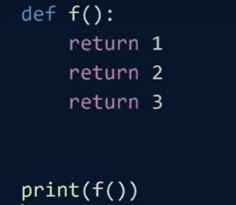 def f():
    return 1
    return 2
    return 3
print(f())